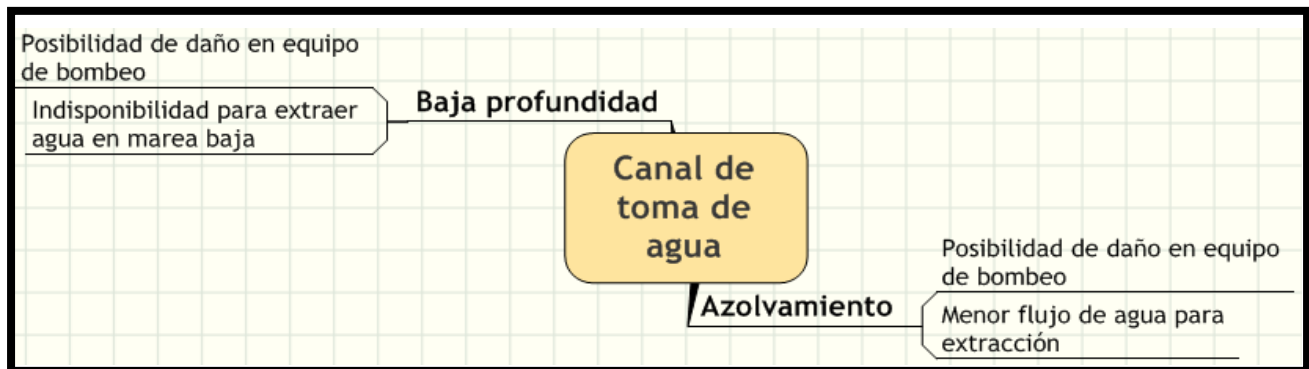 Posibilidad de daño en equipo
de bombeo
Indisponibilidad para extraer
agua en marea baja
Baja profundidad
Canal de
toma de
agua
Azolvamiento
Posibilidad de daño en equipo
de bombeo
Menor flujo de agua para
extracción